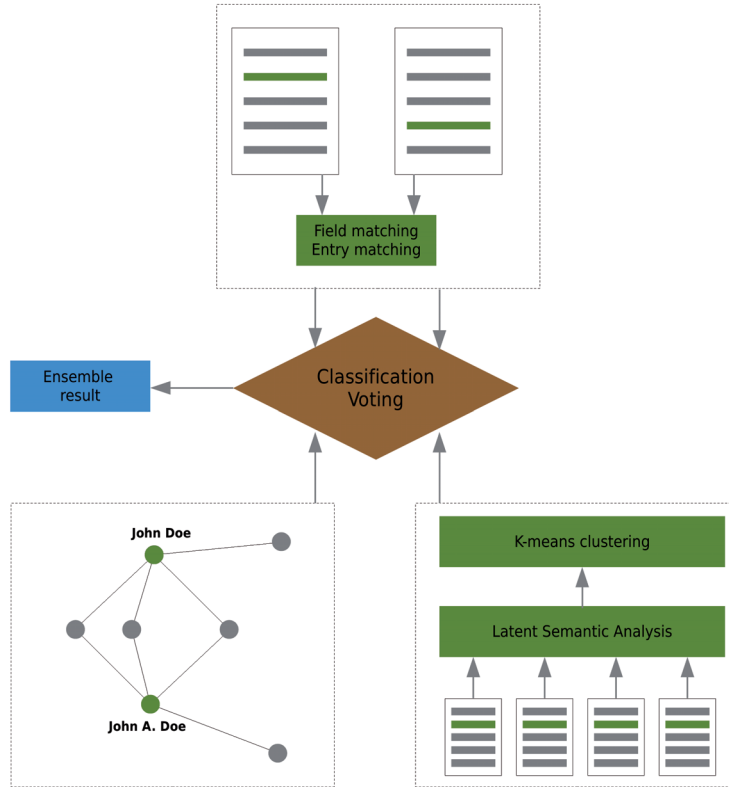 Field matching
Entry matching
Classification
Voting
Ensemble
result
John Doe
John A. Doe
K-means clustering
Latent Semantic Analysis